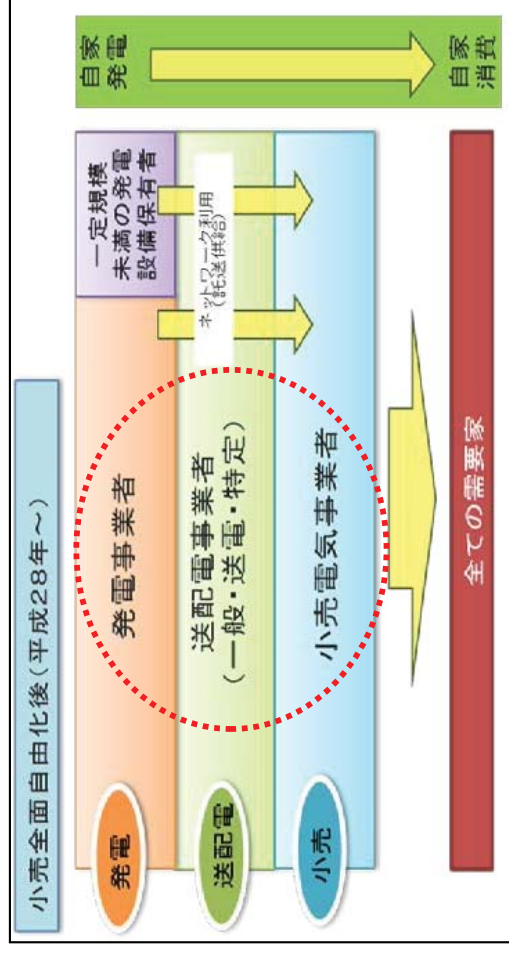 小売全面自由化後(平成28年～)
発電
発電事業者
一定規模
未満の発電
設備保有者
自家
発電
送配電
送配電事業者
(一般・送電・特定)
ネットワーク利用
(託送供給)
小売
小売電気事業者
全ての需要家
自家
消費